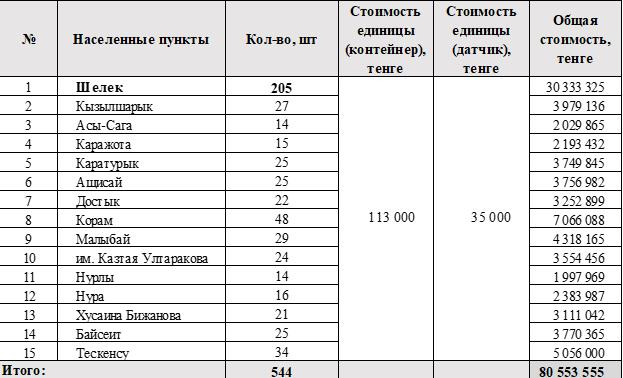 № Населенные пункты Кол-во, шт Стоимость единицы (контейнер), тенге Стоимость единицы (датчик), тенге Общая стоимость, тенге
1 Шелек 205 30 333 325
2 Кызылшарык 27 3 979 136
3 Асы-Сага 14 2 029 865
4 Каражота 15 2 193 432
5 Каратурык 25 3 749 845
6 Ащисай 25 3 756 982
7 Достык 22 3 252 899
8 Корам 48 113 000 35 000 7 066 088
9 Малыбай 29 4 318 165
10 им. Казтая Ултаракова 24 3 554 456
11 Нурлы 14 1 997 969
12 Нура 16 2 383 987
13 Хусаина Бижанова 21 3 111 042
14 Байсеит 25 3 770 365
15 Тескенсу 34 5 056 000
Итого: 544 80 553 555